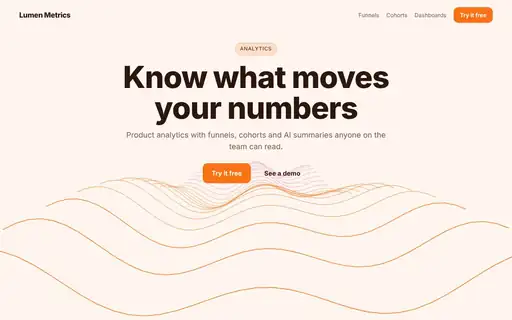 Lumen Metrics
Funnels Cohorts Dashboards Try it free
ANALYTICS
Know what moves
your numbers
Product analytics with funnels, cohorts and AI summaries anyone on the
team can read.
Try it free See a demo